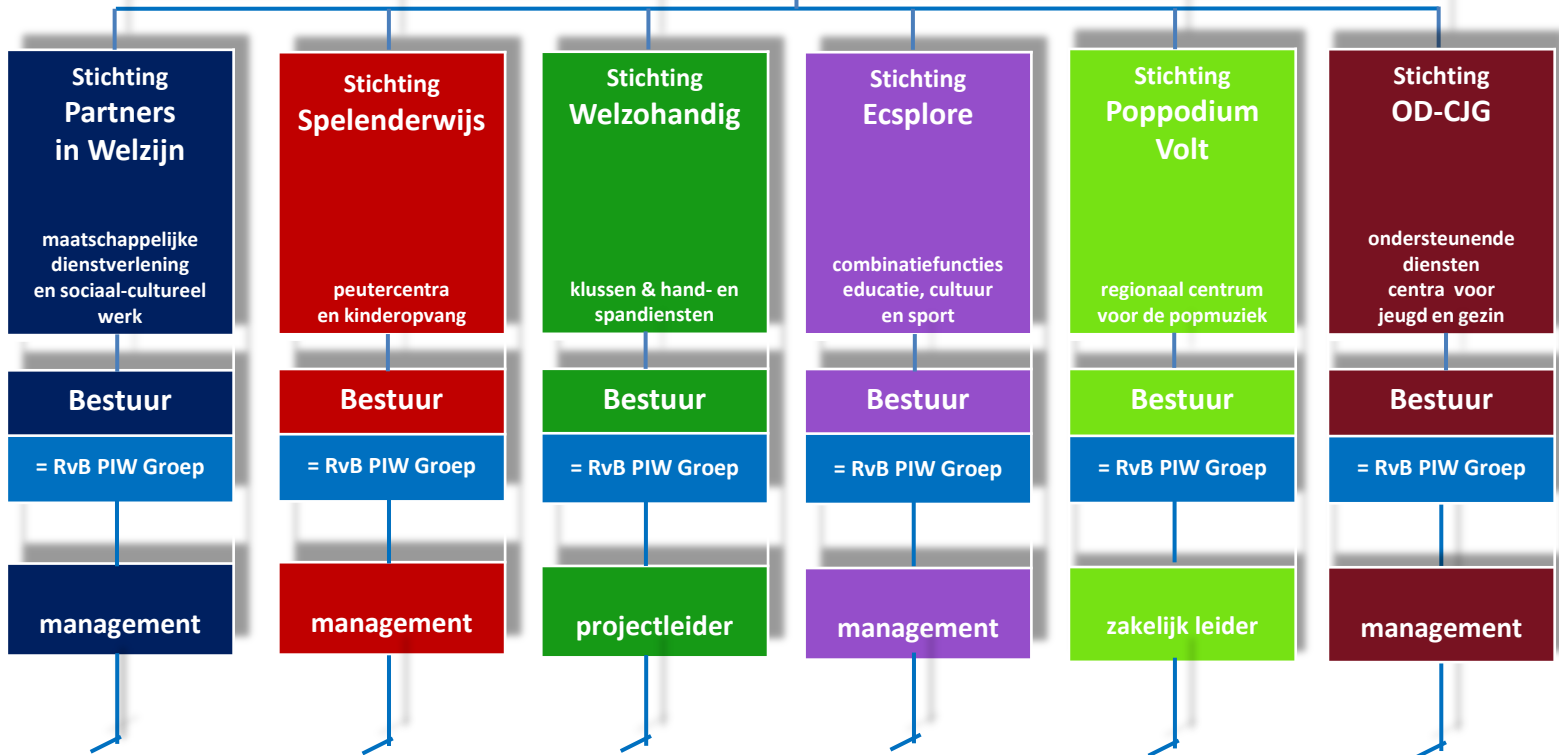 Stichting
Partners
in Welzijn
maatschappelijke
dienstverlening
en sociaal-cultureel
werk
Bestuur
= RvB PIW Groep
management
Stichting
Spelenderwijs
peutercentra
en kinderopvang
Bestuur
= RvB PIW Groep
management
Stichting
Welzohandig
klussen & hand- en
spandiensten
Bestuur
= RvB PIW Groep
projectleider
Stichting
Ecsplore
combinatiefuncties
educatie, cultuur
en sport
Bestuur
= RvB PIW Groep
management
Stichting
Poppodium
Volt
regionaal centrum
voor de popmuziek
Bestuur
= RvB PIW Groep
zakelijk leider
Stichting
OD-CJG
ondersteunende
diensten
centra voor
jeugd en gezin
Bestuur
= RvB PIW Groep
management